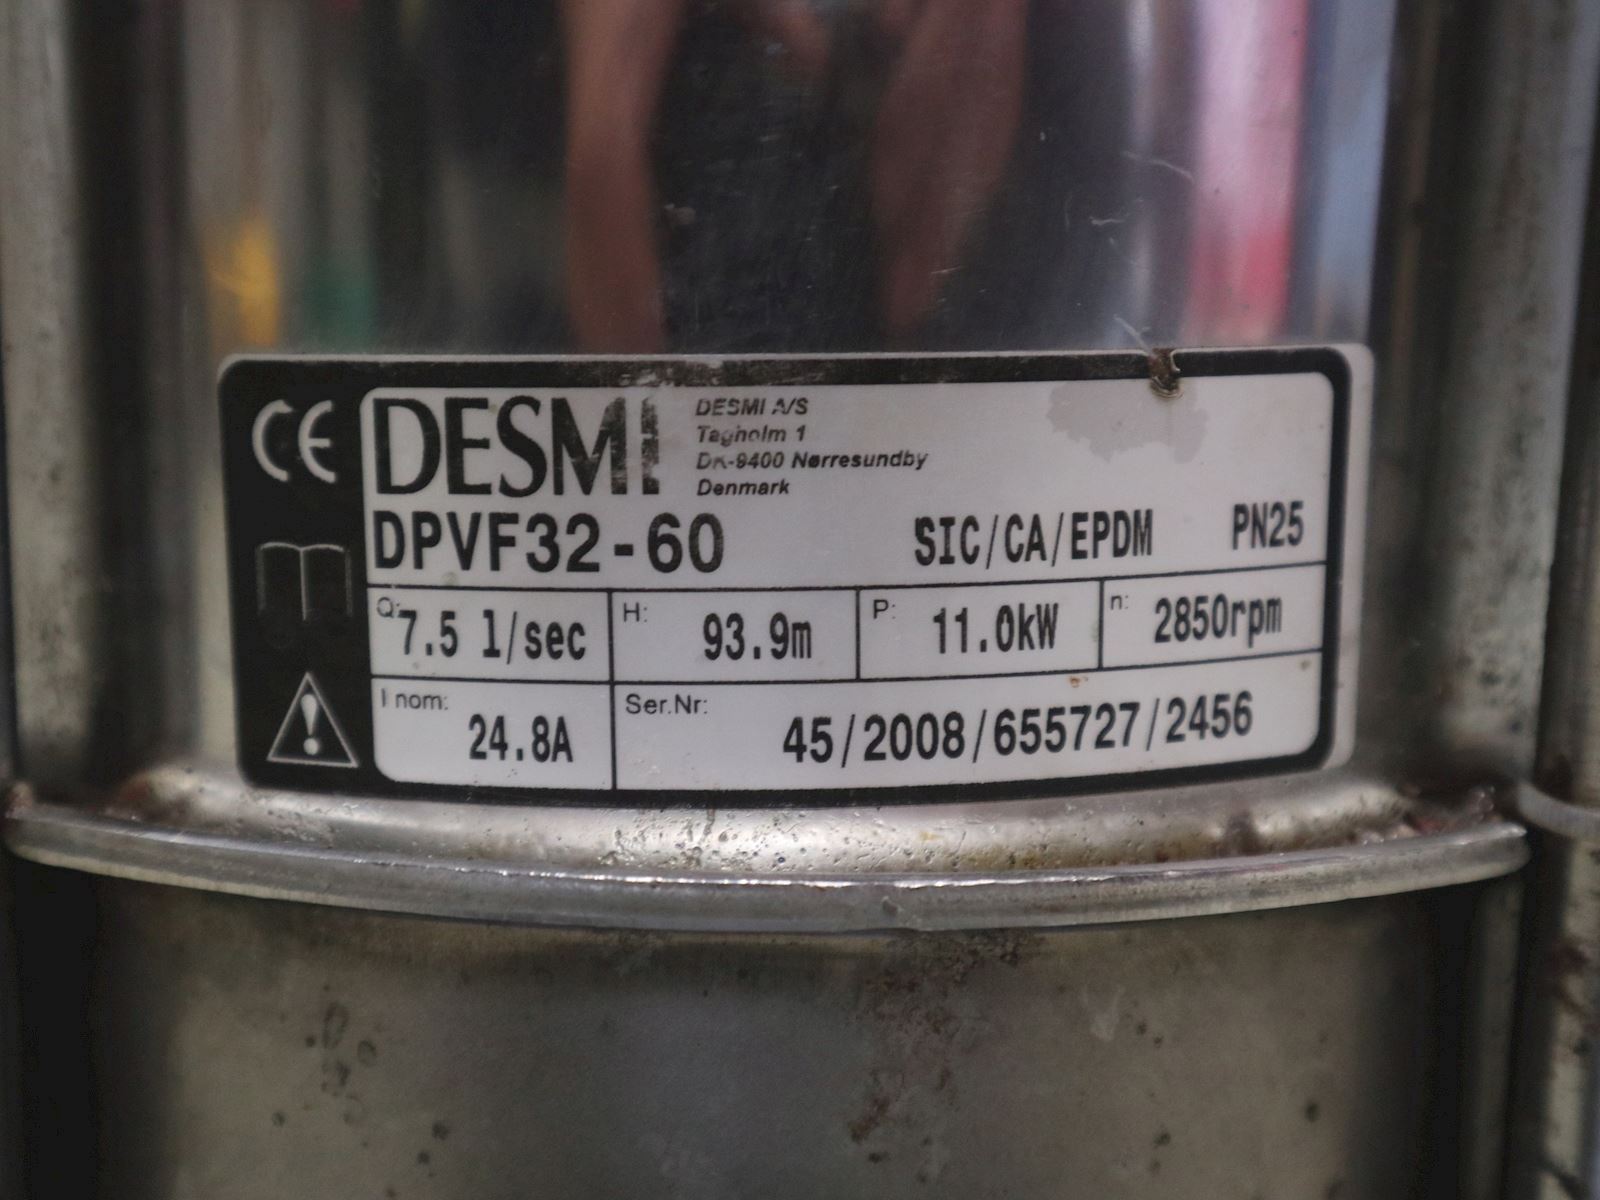 CE
DESMI
DESMI A/S
Tagholm 1
DK-9400 Nørresundby
Denmark
DPVF32-60 SIC/CA/EPDM PN25
Q: 7.5 l/sec H: 93.9m P: 11.0kW n: 2850rpm
I nom: 24.8A Ser.Nr: 45/2008/655727/2456